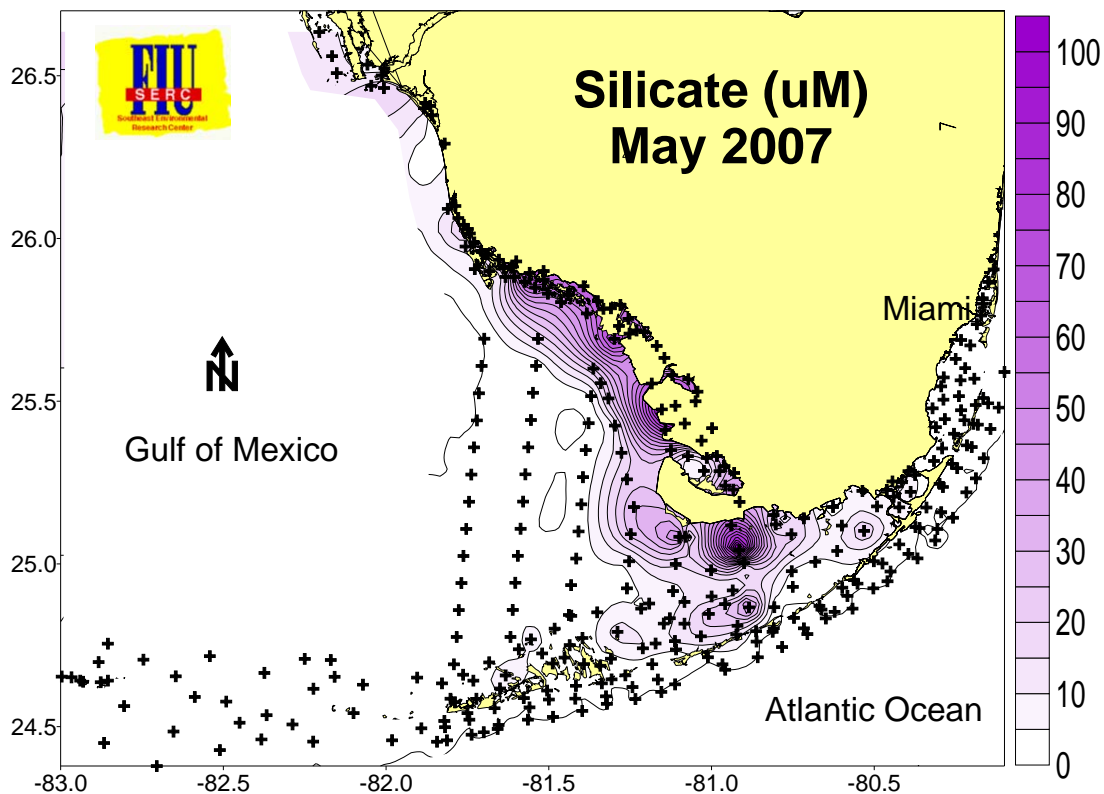 FIU
SERC
Southeast Environmental
Research Center
Silicate (uM)
May 2007
Miami
Gulf of Mexico
N
Atlantic Ocean
26.5
26.0
25.5
25.0
24.5
-83.0 -82.5 -82.0 -81.5 -81.0 -80.5
100
90
80
70
60
50
40
30
20
10
0